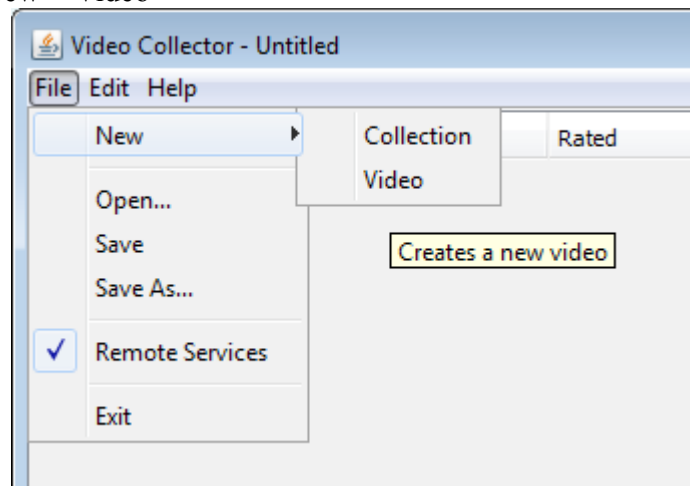 Video Collector - Untitled
File Edit Help
New Collection Rated
Video
Open...
Save Creates a new video
Save As...
Remote Services
Exit